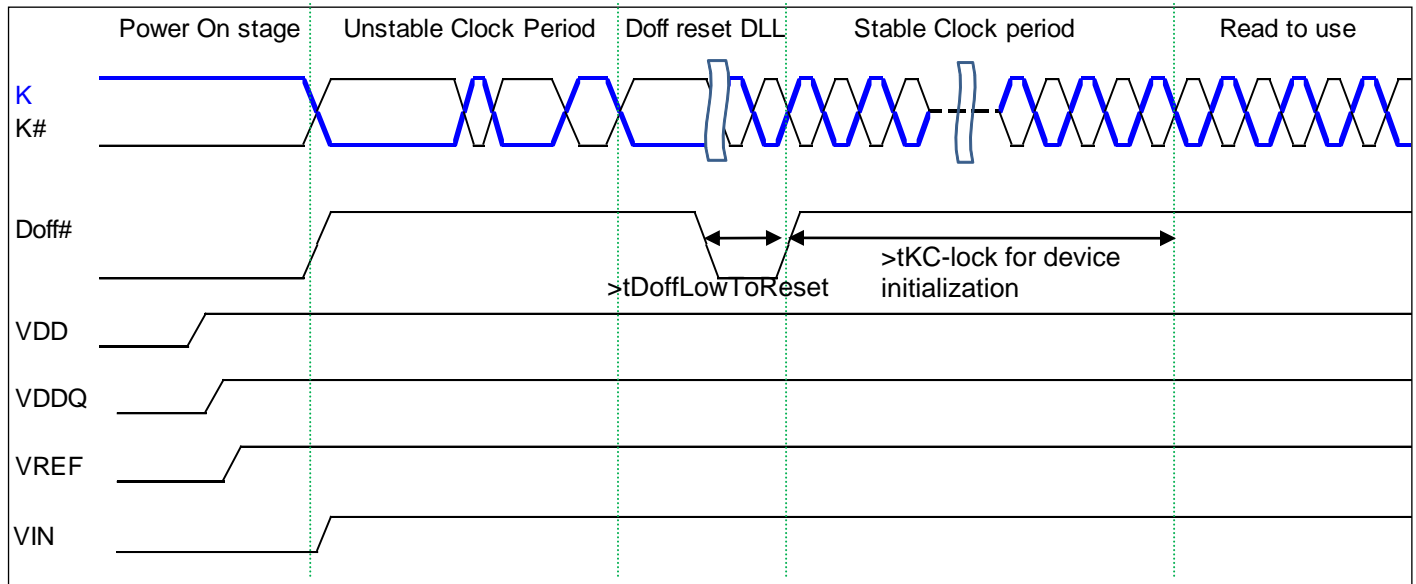 Power On stage
Unstable Clock Period
Doff reset DLL
Stable Clock period
Read to use
K
K#
Doff#
>tDoffLowToReset
>tKC-lock for device
initialization
VDD
VDDQ
VREF
VIN